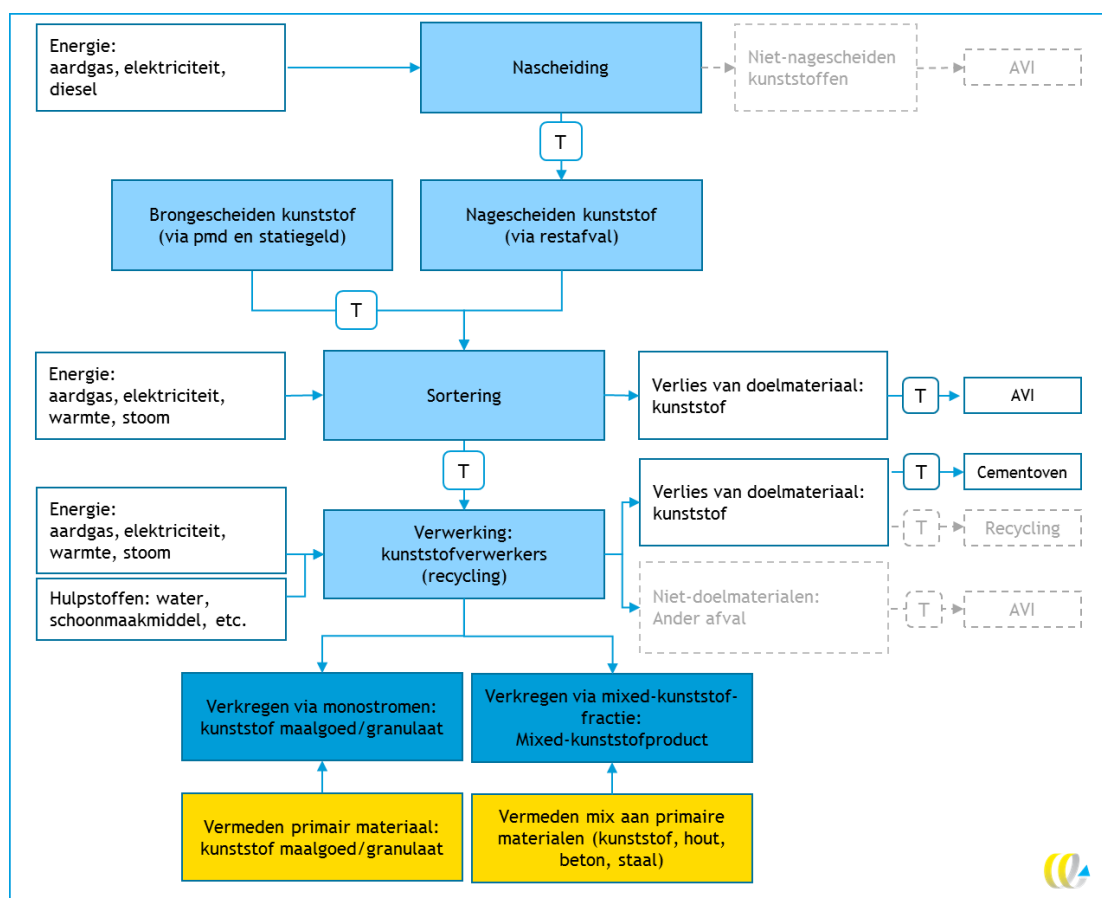 Energie:
aardgas, elektriciteit,
diesel
Nascheiding
Niet-nagescheiden
kunststoffen
AVI
T
Brongescheiden kunststof
(via pmd en statiegeld)
Nagescheiden kunststof
(via restafval)
T
Energie:
aardgas, elektriciteit,
warmte, stoom
Sortering
Verlies van doelmateriaal:
kunststof
T
AVI
T
Energie:
aardgas, elektriciteit,
warmte, stoom
Hulpstoffen: water,
schoonmaakmiddel, etc.
Verwerking:
kunststofverwerkers
(recycling)
Verlies van doelmateriaal:
kunststof
T
Cementoven
T
Recycling
Niet-doelmaterialen:
Ander afval
T
AVI
Verkregen via monostromen:
kunststof maalgoed/granulaat
Verkregen via mixed-kunststof-
fractie:
Mixed-kunststofproduct
Vermeden primair materiaal:
kunststof maalgoed/granulaat
Vermeden mix aan primaire
materialen (kunststof, hout,
beton, staal)